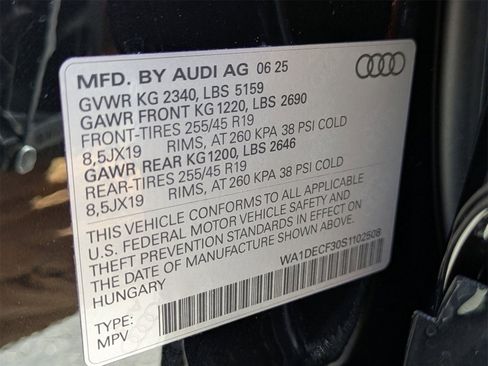 MFD. BY AUDI AG 06 25
GVWR KG 2340, LBS 5159
GAWR FRONT KG 1220, LBS 2690
FRONT-TIRES 255/45 R19
8,5JX19 RIMS, AT 260 KPA 38 PSI COLD
GAWR REAR KG1200, LBS 2646
REAR-TIRES 255/45 R19
8,5JX19 RIMS, AT 260 KPA 38 PSI COLD
THIS VEHICLE CONFORMS TO ALL APPLICABLE
U.S. FEDERAL MOTOR VEHICLE SAFETY AND
THEFT PREVENTION STANDARDS IN EFFECT ON
THE DATE OF MANUFACTURE SHOWN ABOVE.
HUNGARY
WA1DECF30S1102508
TYPE:
MPV